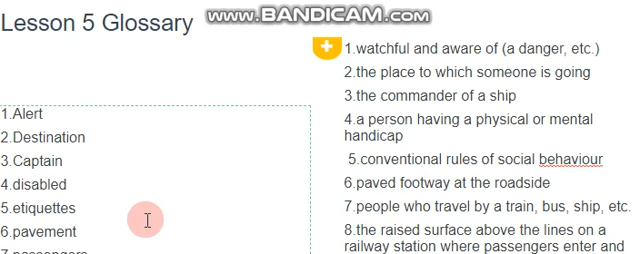 Lesson 5 Glossary
www.BANDICAM.com
1.Alert
2.Destination
3.Captain
4.disabled
5.etiquettes
6.pavement
7.passengers
1.watchful and aware of (a danger, etc.)
2.the place to which someone is going
3.the commander of a ship
4.a person having a physical or mental
handicap
5.conventional rules of social behaviour
6.paved footway at the roadside
7.people who travel by a train, bus, ship, etc.
8.the raised surface above the lines on a
railway station where passengers enter and